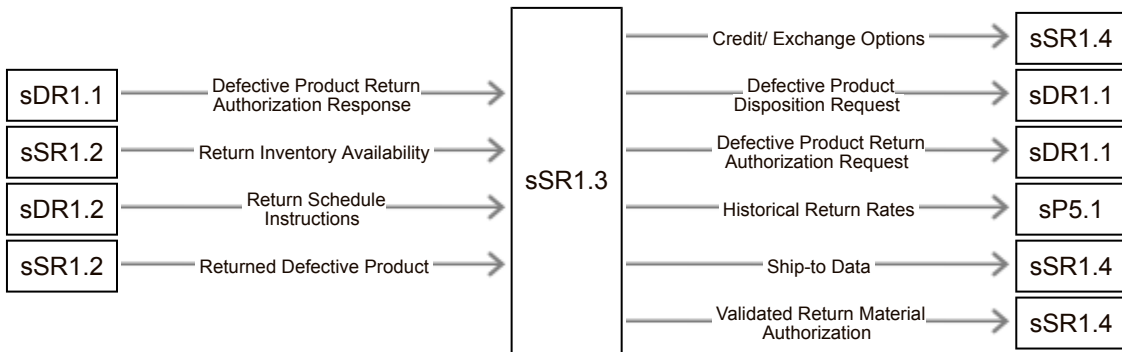 sDR1.1
Defective Product Return
Authorization Response
sSR1.2
Return Inventory Availability
sDR1.2
Return Schedule
Instructions
sSR1.2
Returned Defective Product
sSR1.3
Credit/ Exchange Options
sSR1.4
Defective Product
Disposition Request
sDR1.1
Defective Product Return
Authorization Request
sDR1.1
Historical Return Rates
sP5.1
Ship-to Data
sSR1.4
Validated Return Material
Authorization
sSR1.4